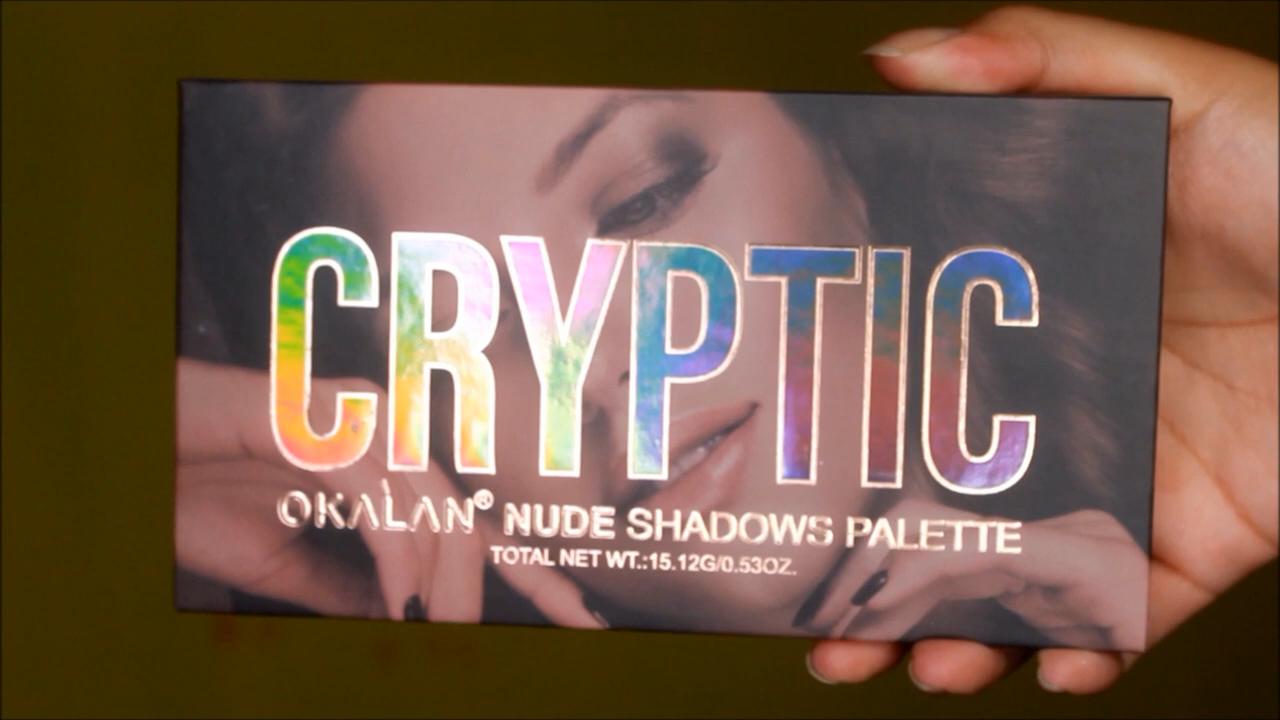 CRYPTIC
OKALAN® NUDE SHADOWS PALETTE
TOTAL NET WT.:15.12G/0.53OZ.